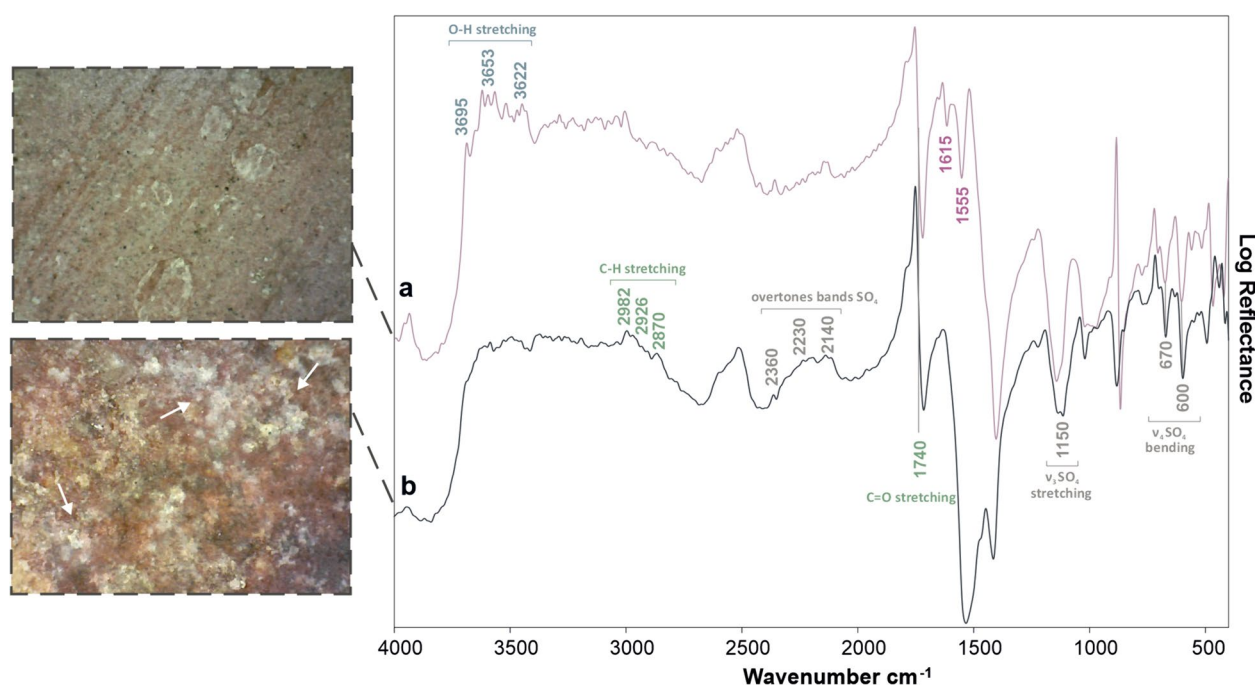 O-H stretching
3695
3653
3622
1615
1555
a
C-H stretching
2982
2926
2870
overtones bands SO₄
2360
2230
2140
b
1740
C=O stretching
1150
ν₃SO₄
stretching
670
600
ν₄SO₄
bending
Log Reflectance
4000
3500
3000
2500
2000
1500
1000
500
Wavenumber cm⁻¹